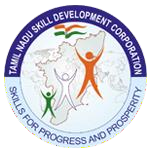 TAMIL NADU SKILL DEVELOPMENT CORPORATION
SKILLS FOR PROGRESS AND PROSPERITY